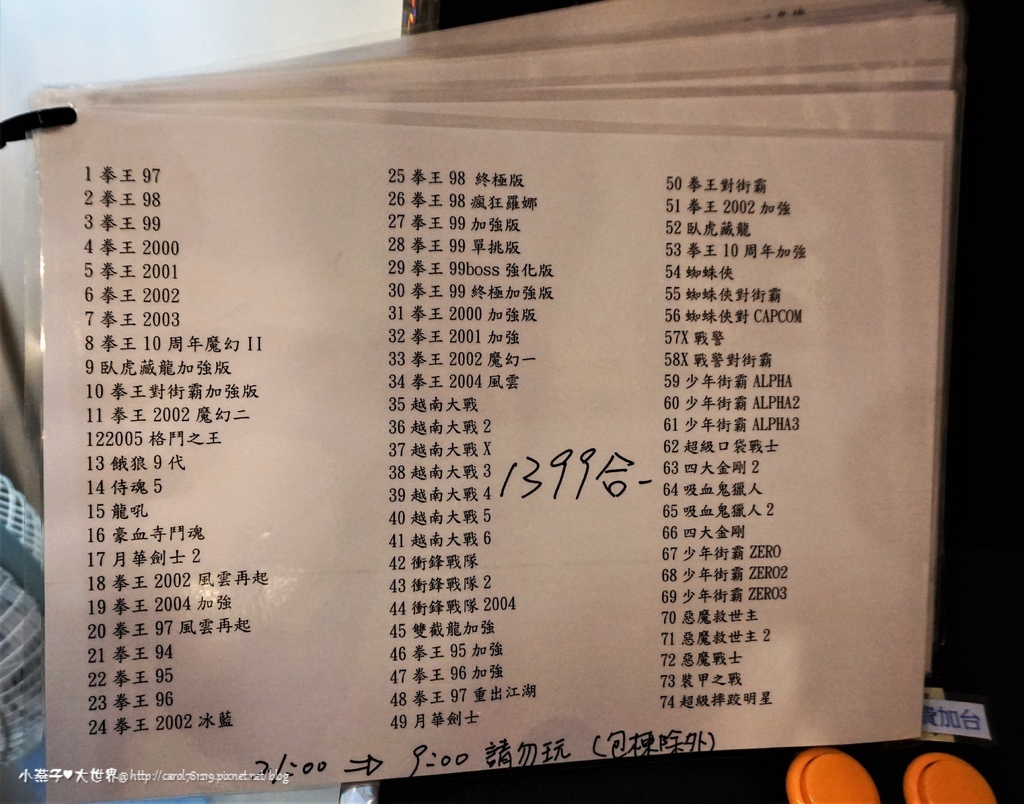 1 拳王 97
2 拳王 98
3 拳王 99
4 拳王 2000
5 拳王 2001
6 拳王 2002
7 拳王 2003
8 拳王 10 周年魔幻 II
9 臥虎藏龍加強版
10 拳王對街霸加強版
11 拳王 2002 魔幻二
122005 格鬥之王
13 餓狼 9 代
14 侍魂 5
15 龍吼
16 豪血寺鬥魂
17 月華劍士 2
18 拳王 2002 風雲再起
19 拳王 2004 加強
20 拳王 97 風雲再起
21 拳王 94
22 拳王 95
23 拳王 96
24 拳王 2002 冰藍
25 拳王 98 終極版
26 拳王 98 瘋狂羅娜
27 拳王 99 加強版
28 拳王 99 單挑版
29 拳王 99boss 強化版
30 拳王 99 終極加強版
31 拳王 2000 加強版
32 拳王 2001 加強
33 拳王 2002 魔幻一
34 拳王 2004 風雲
35 越南大戰
36 越南大戰 2
37 越南大戰 X
38 越南大戰 3
39 越南大戰 4
40 越南大戰 5
41 越南大戰 6
42 衝鋒戰隊
43 衝鋒戰隊 2
44 衝鋒戰隊 2004
45 雙截龍加強
46 拳王 95 加強
47 拳王 96 加強
48 拳王 97 重出江湖
49 月華劍士
50 拳王對街霸
51 拳王 2002 加強
52 臥虎藏龍
53 拳王 10 周年加強
54 蜘蛛俠
55 蜘蛛俠對街霸
56 蜘蛛俠對 CAPCOM
57X 戰警
58X 戰警對街霸
59 少年街霸 ALPHA
60 少年街霸 ALPHA2
61 少年街霸 ALPHA3
62 超級口袋戰士
63 四大金剛 2
64 吸血鬼獵人
65 吸血鬼獵人 2
66 四大金剛
67 少年街霸 ZERO
68 少年街霸 ZERO2
69 少年街霸 ZERO3
70 惡魔救世主
71 惡魔救世主 2
72 惡魔戰士
73 裝甲之戰
74 超級摔跤明星
1399合一
21:00 ⇒ 9:00 請勿玩 (包棟除外)
加台
小燕子♥大世界@http://carol781219.pixnet.net/blog